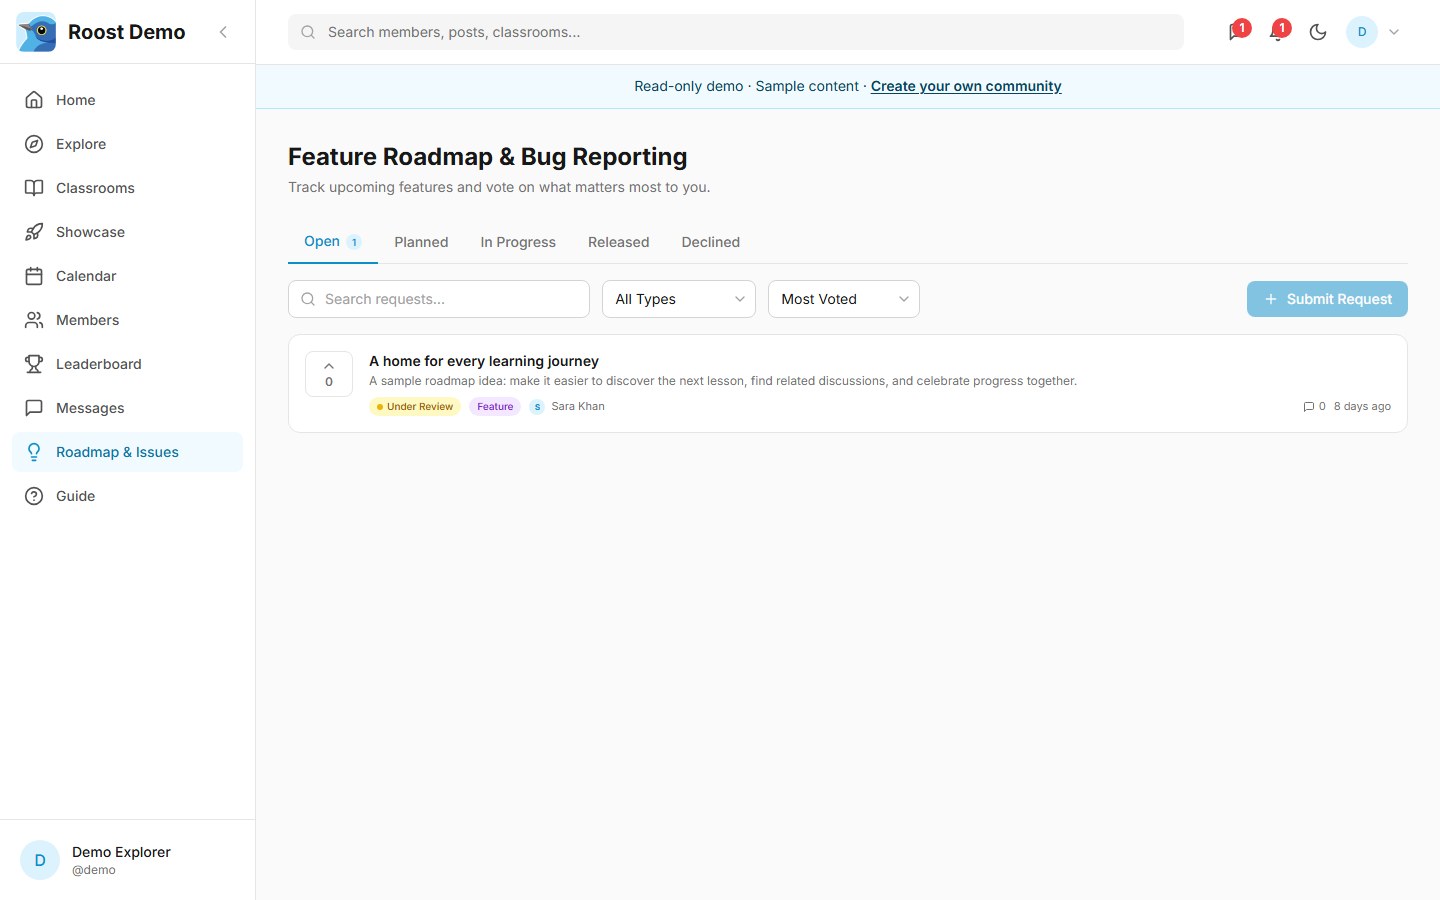 Roost Demo
Search members, posts, classrooms...
1
1
D
Read-only demo · Sample content · Create your own community
Home
Explore
Classrooms
Showcase
Calendar
Members
Leaderboard
Messages
Roadmap & Issues
Guide
Demo Explorer
@demo
D
Feature Roadmap & Bug Reporting
Track upcoming features and vote on what matters most to you.
Open 1 Planned In Progress Released Declined
Search requests... All Types Most Voted Submit Request
0
A home for every learning journey
A sample roadmap idea: make it easier to discover the next lesson, find related discussions, and celebrate progress together.
Under Review Feature S Sara Khan 0 8 days ago